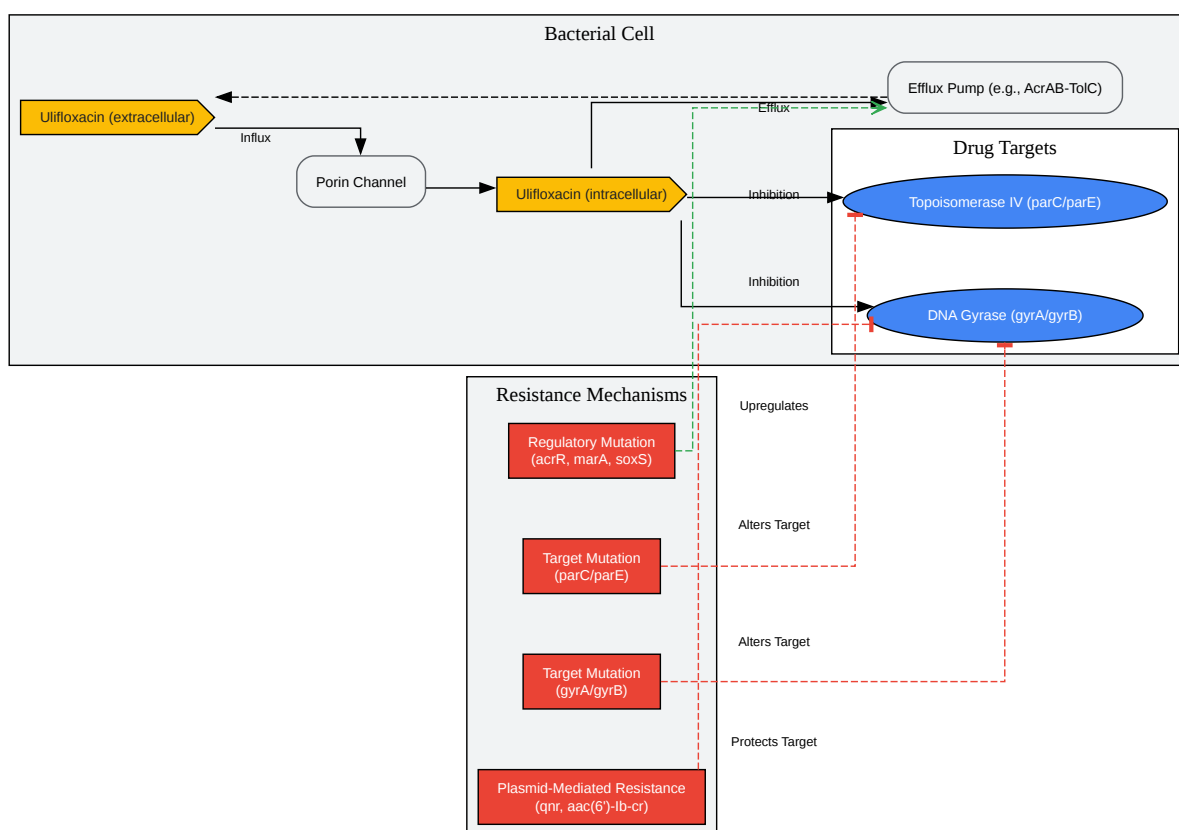 Bacterial Cell
Efflux Pump (e.g., AcrAB-TolC)
Efflux
Ulifloxacin (extracellular)
Influx
Porin Channel
Ulifloxacin (intracellular)
Drug Targets
Inhibition
Topoisomerase IV (parC/parE)
Inhibition
DNA Gyrase (gyrA/gyrB)
Resistance Mechanisms
Upregulates
Regulatory Mutation
(acrR, marA, soxS)
Alters Target
Target Mutation
(parC/parE)
Alters Target
Target Mutation
(gyrA/gyrB)
Protects Target
Plasmid-Mediated Resistance
(qnr, aac(6')-Ib-cr)